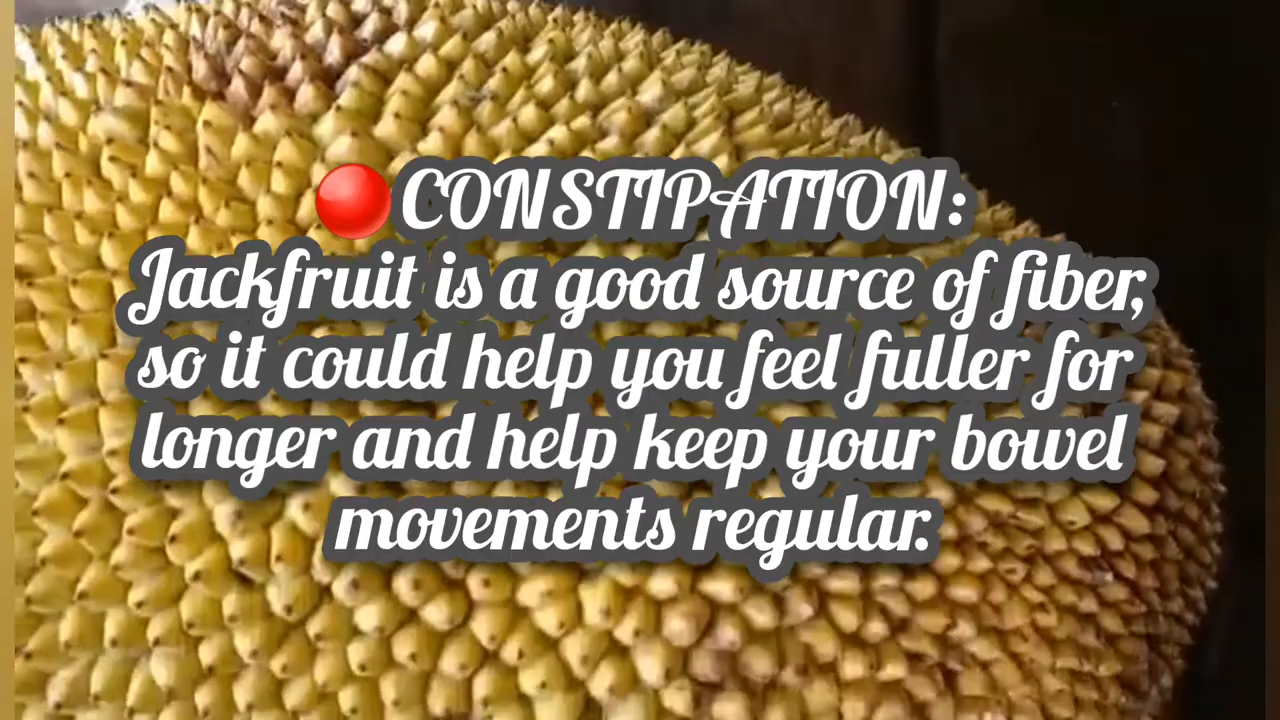 🔴CONSTIPATION:
Jackfruit is a good source of fiber,
so it could help you feel fuller for
longer and help keep your bowel
movements regular.